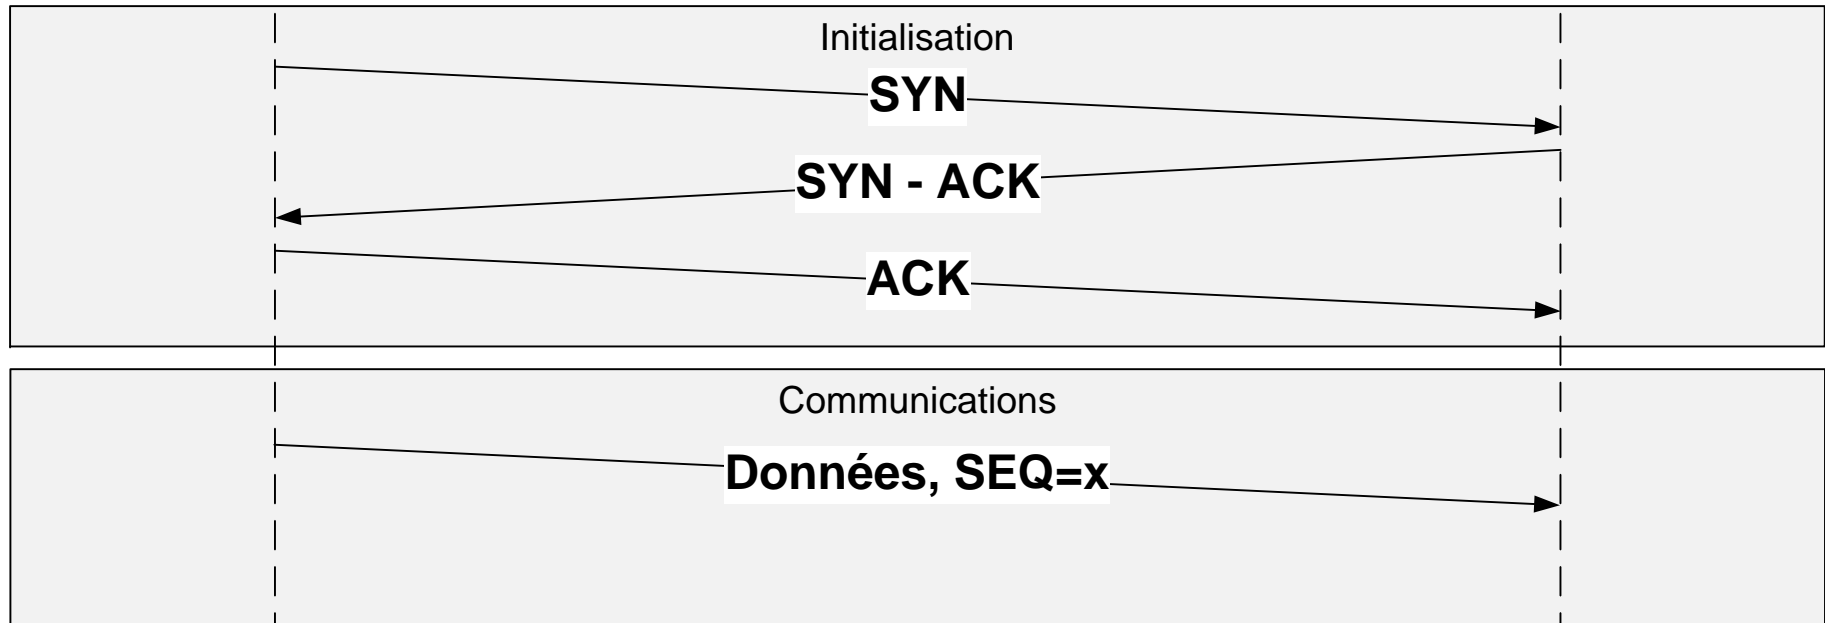 Initialisation
SYN
SYN - ACK
ACK
Communications
Données, SEQ=x